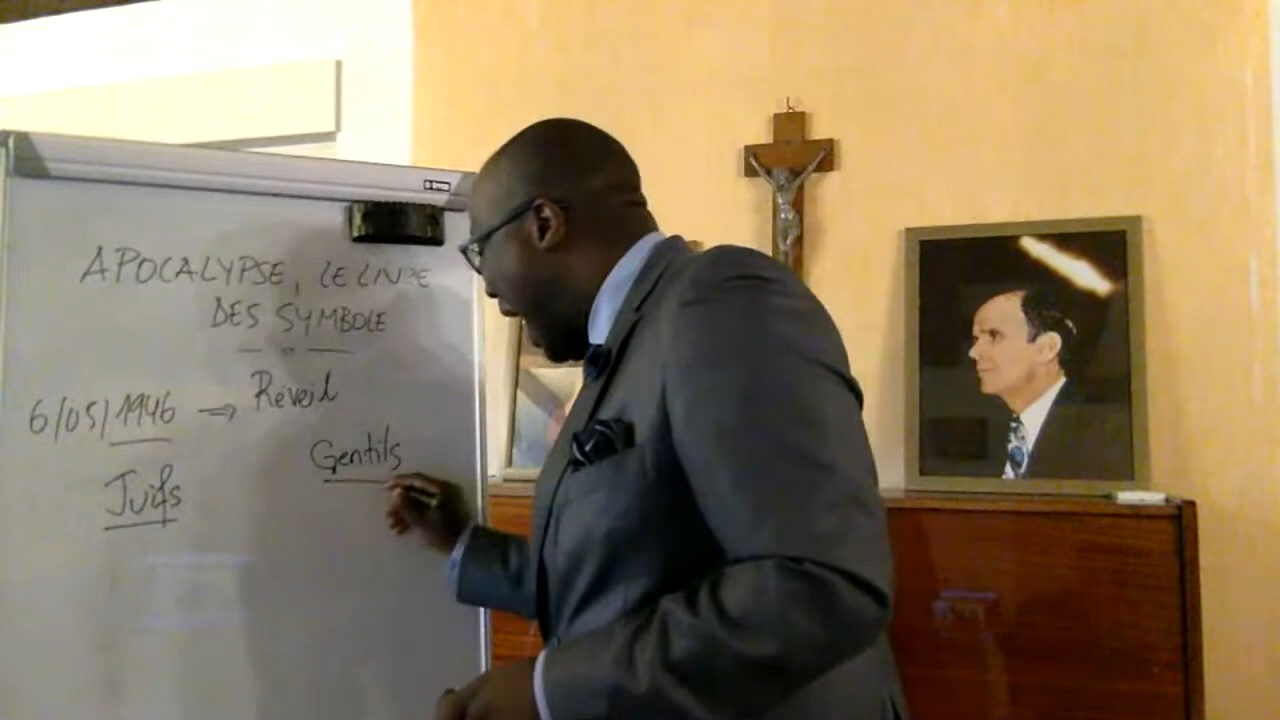 APOCALYPSE, LE LIVRE
DES SYMBOLE
6/05/1946 ⇒ Réveil
Gentils
Juifs